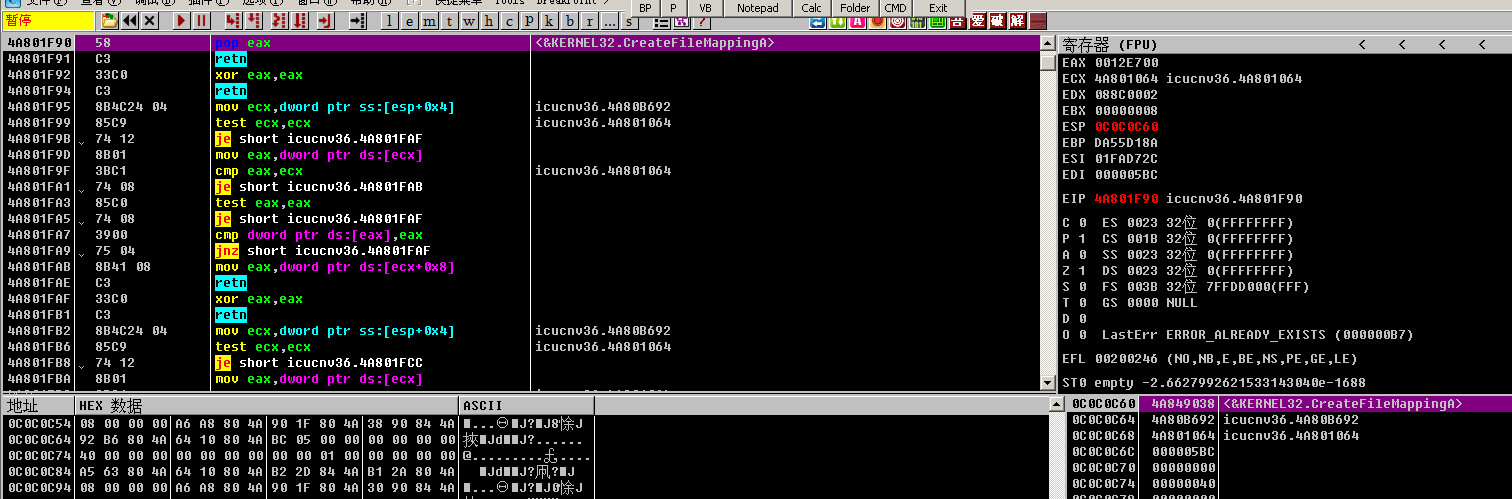 BP P VB Notepad Calc Folder CMD Exit
暂停 l e m t w h c p k b r ... s 吾 爱 破 解
4A801F90 58 pop eax <&KERNEL32.CreateFileMappingA>
4A801F91 C3 retn
4A801F92 33C0 xor eax,eax
4A801F94 C3 retn
4A801F95 8B4C24 04 mov ecx,dword ptr ss:[esp+0x4] icucnv36.4A80B692
4A801F99 85C9 test ecx,ecx icucnv36.4A801064
4A801F9B 74 12 je short icucnv36.4A801FAF
4A801F9D 8B01 mov eax,dword ptr ds:[ecx]
4A801F9F 3BC1 cmp eax,ecx icucnv36.4A801064
4A801FA1 74 08 je short icucnv36.4A801FAB
4A801FA3 85C0 test eax,eax
4A801FA5 74 08 je short icucnv36.4A801FAF
4A801FA7 3900 cmp dword ptr ds:[eax],eax
4A801FA9 75 04 jnz short icucnv36.4A801FAF
4A801FAB 8B41 08 mov eax,dword ptr ds:[ecx+0x8]
4A801FAE C3 retn
4A801FAF 33C0 xor eax,eax
4A801FB1 C3 retn
4A801FB2 8B4C24 04 mov ecx,dword ptr ss:[esp+0x4] icucnv36.4A80B692
4A801FB6 85C9 test ecx,ecx icucnv36.4A801064
4A801FB8 74 12 je short icucnv36.4A801FCC
4A801FBA 8B01 mov eax,dword ptr ds:[ecx]
寄存器 (FPU) < < < <
EAX 0012E700
ECX 4A801064 icucnv36.4A801064
EDX 088C0002
EBX 00000008
ESP 0C0C0C60
EBP DA55D18A
ESI 01FAD72C
EDI 000005BC
EIP 4A801F90 icucnv36.4A801F90
C 0 ES 0023 32位 0(FFFFFFFF)
P 1 CS 001B 32位 0(FFFFFFFF)
A 0 SS 0023 32位 0(FFFFFFFF)
Z 1 DS 0023 32位 0(FFFFFFFF)
S 0 FS 003B 32位 7FFDD000(FFF)
T 0 GS 0000 NULL
D 0
O 0 LastErr ERROR_ALREADY_EXISTS (000000B7)
EFL 00200246 (NO,NB,E,BE,NS,PE,GE,LE)
ST0 empty -2.6627992621533143040e-1688
地址 HEX 数据 ASCII
0C0C0C54 08 00 00 00 A6 A8 80 4A 90 1F 80 4A 38 90 84 4A
0C0C0C64 92 B6 80 4A 64 10 80 4A BC 05 00 00 00 00 00 00
0C0C0C74 40 00 00 00 00 00 00 00 00 00 01 00 00 00 00 00
0C0C0C84 A5 63 80 4A 64 10 80 4A B2 2D 84 4A B1 2A 80 4A
0C0C0C94 08 00 00 00 A6 A8 80 4A 90 1F 80 4A 30 90 84 4A
0C0C0C60 4A849038 <&KERNEL32.CreateFileMappingA>
0C0C0C64 4A80B692 icucnv36.4A80B692
0C0C0C68 4A801064 icucnv36.4A801064
0C0C0C6C 000005BC
0C0C0C70 00000000
0C0C0C74 00000040